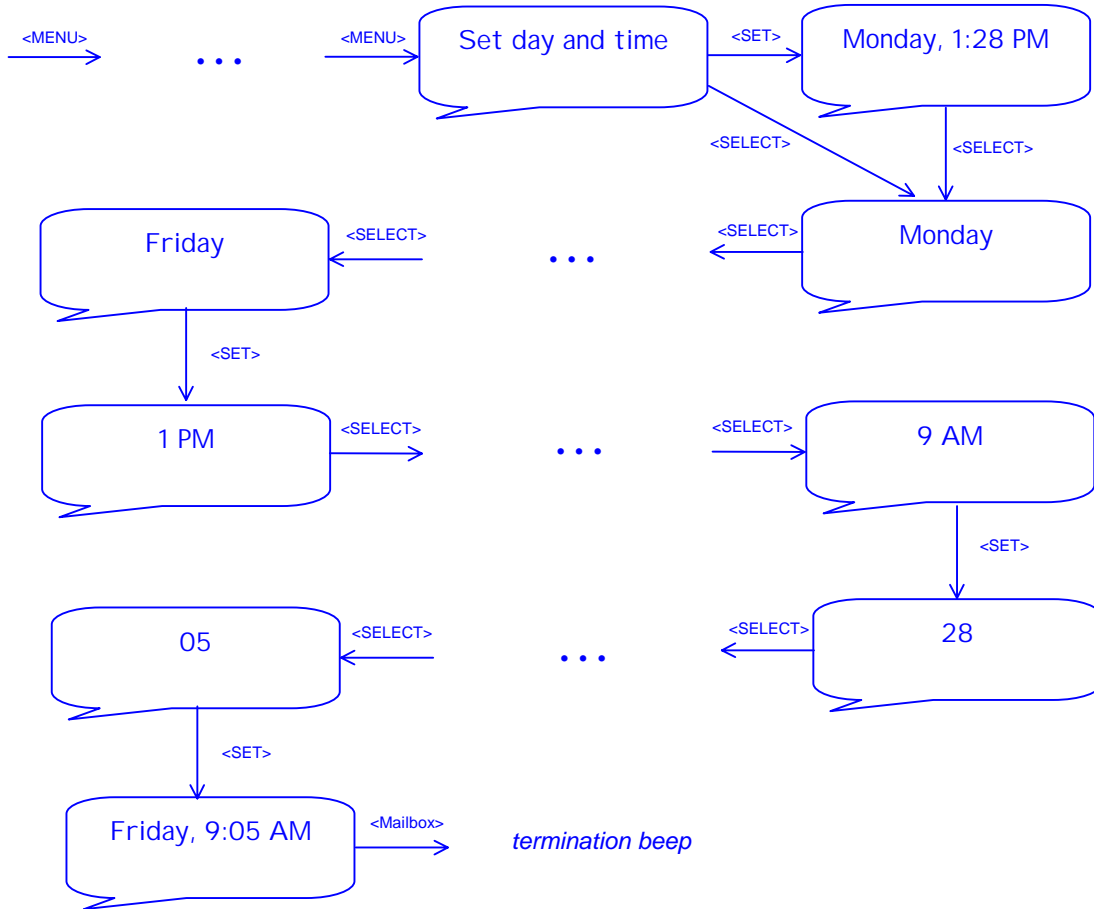 <MENU>
...
<MENU>
Set day and time
<SET>
Monday, 1:28 PM
<SELECT>
<SELECT>
Friday
<SELECT>
...
<SELECT>
Monday
<SET>
1 PM
<SELECT>
...
<SELECT>
9 AM
<SET>
05
<SELECT>
...
<SELECT>
28
<SET>
Friday, 9:05 AM
<Mailbox>
termination beep